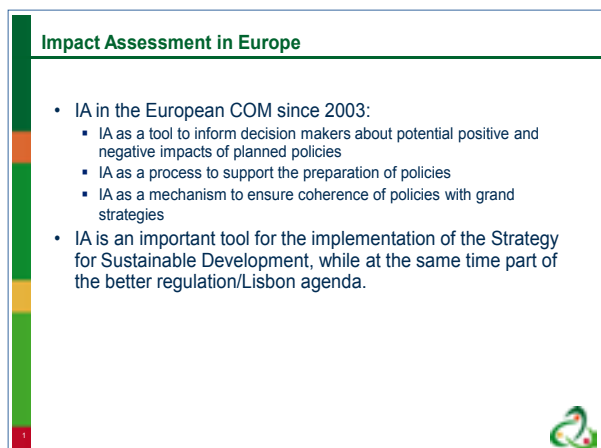 Impact Assessment in Europe
• IA in the European COM since 2003:
▪ IA as a tool to inform decision makers about potential positive and
negative impacts of planned policies
▪ IA as a process to support the preparation of policies
▪ IA as a mechanism to ensure coherence of policies with grand
strategies
• IA is an important tool for the implementation of the Strategy
for Sustainable Development, while at the same time part of
the better regulation/Lisbon agenda.
1